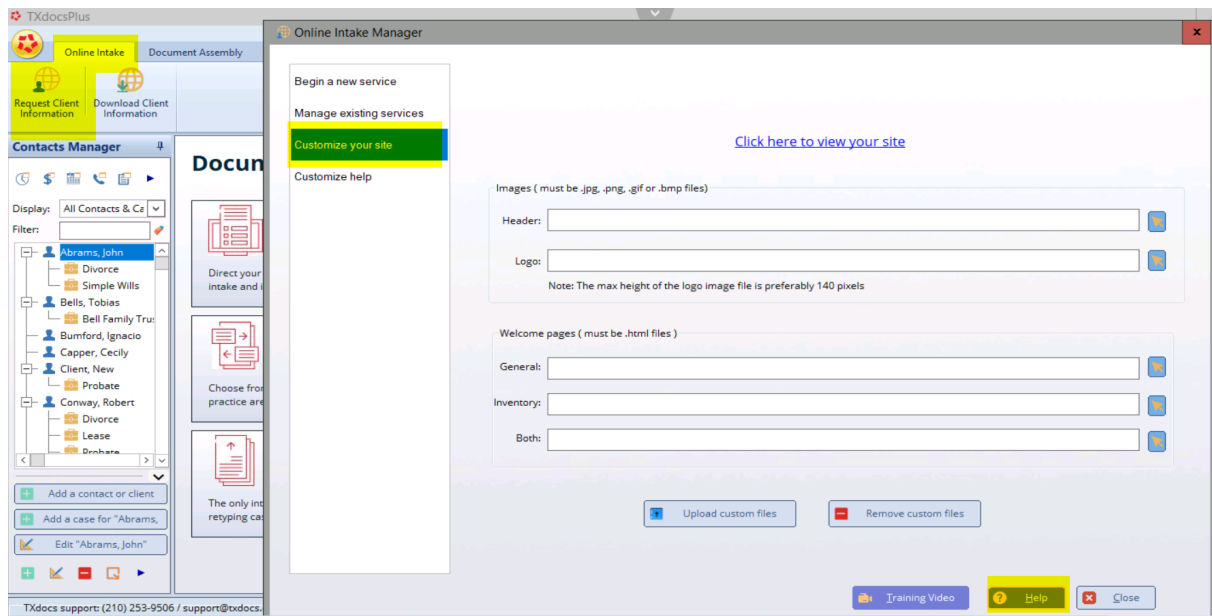 TXdocsPlus
Online Intake Manager
x
Online Intake
Document Assembly
Request Client
Information
Download Client
Information
Contacts Manager
Display:
All Contacts & Ca
Filter:
Abrams, John
Divorce
Simple Wills
Bells, Tobias
Bell Family Tru
Bumford, Ignacio
Capper, Cecily
Client, New
Probate
Conway, Robert
Divorce
Lease
Probate
Add a contact or client
Add a case for "Abrams,
Edit "Abrams, John"
TXdocs support: (210) 253-9506 / support@txdocs.
Docun
Direct your
intake and i
Choose fror
practice are
The only int
retyping cas
Begin a new service
Manage existing services
Customize your site
Customize help
Click here to view your site
Images ( must be .jpg, .png, .gif or .bmp files)
Header:
Logo:
Note: The max height of the logo image file is preferably 140 pixels
Welcome pages ( must be .html files )
General:
Inventory:
Both:
Upload custom files
Remove custom files
Training Video
Help
Close